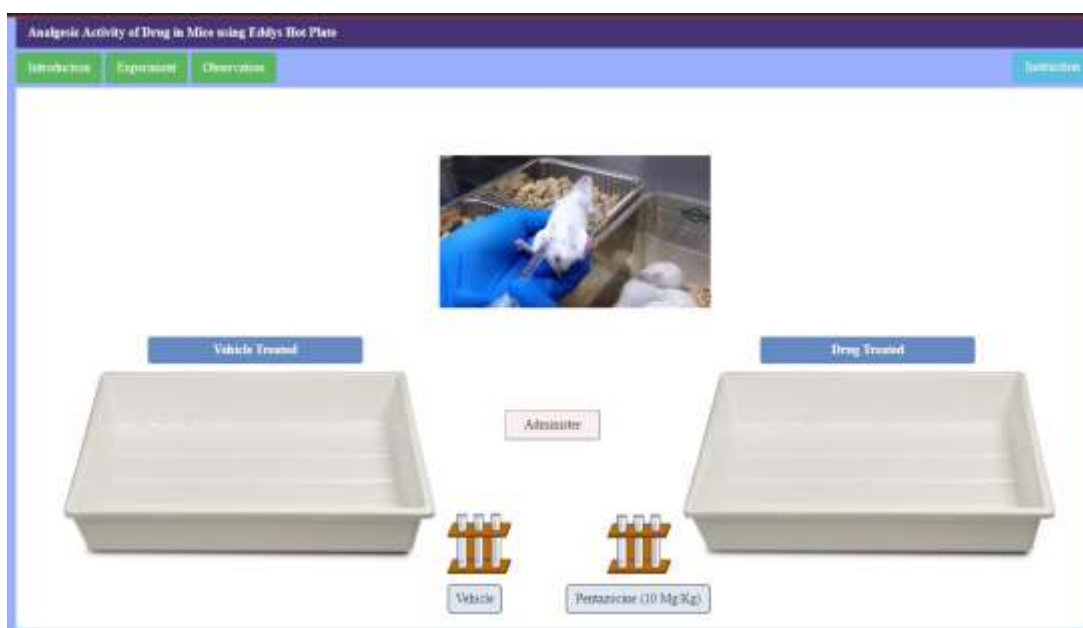 Analgesic Activity of Drug in Mice using Eddys Hot Plate
Introduction Experiment Observation Instruction
Vehicle Treated Drug Treated
Administer
Vehicle Pentazocine (10 Mg/Kg)